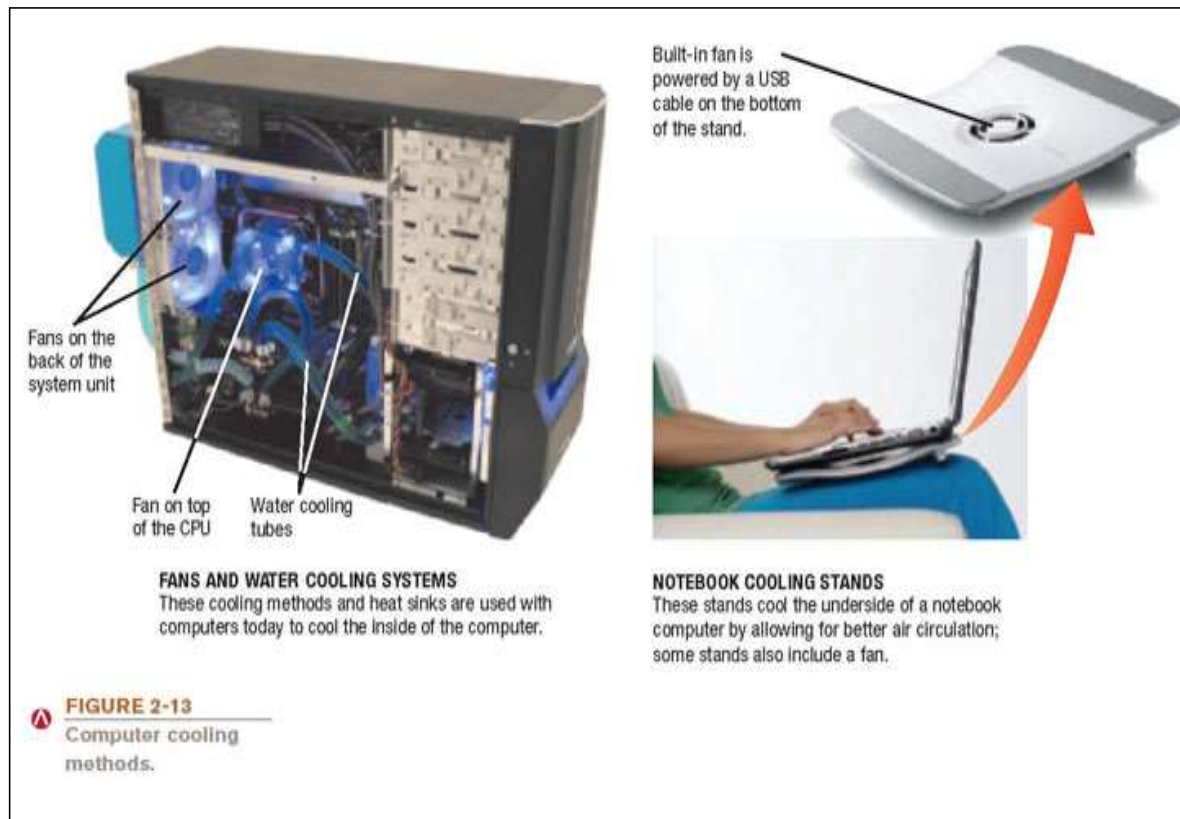 Built-in fan is
powered by a USB
cable on the bottom
of the stand.
Fans on the
back of the
system unit
Fan on top
of the CPU
Water cooling
tubes
FANS AND WATER COOLING SYSTEMS
These cooling methods and heat sinks are used with
computers today to cool the inside of the computer.
NOTEBOOK COOLING STANDS
These stands cool the underside of a notebook
computer by allowing for better air circulation;
some stands also include a fan.
FIGURE 2-13
Computer cooling
methods.